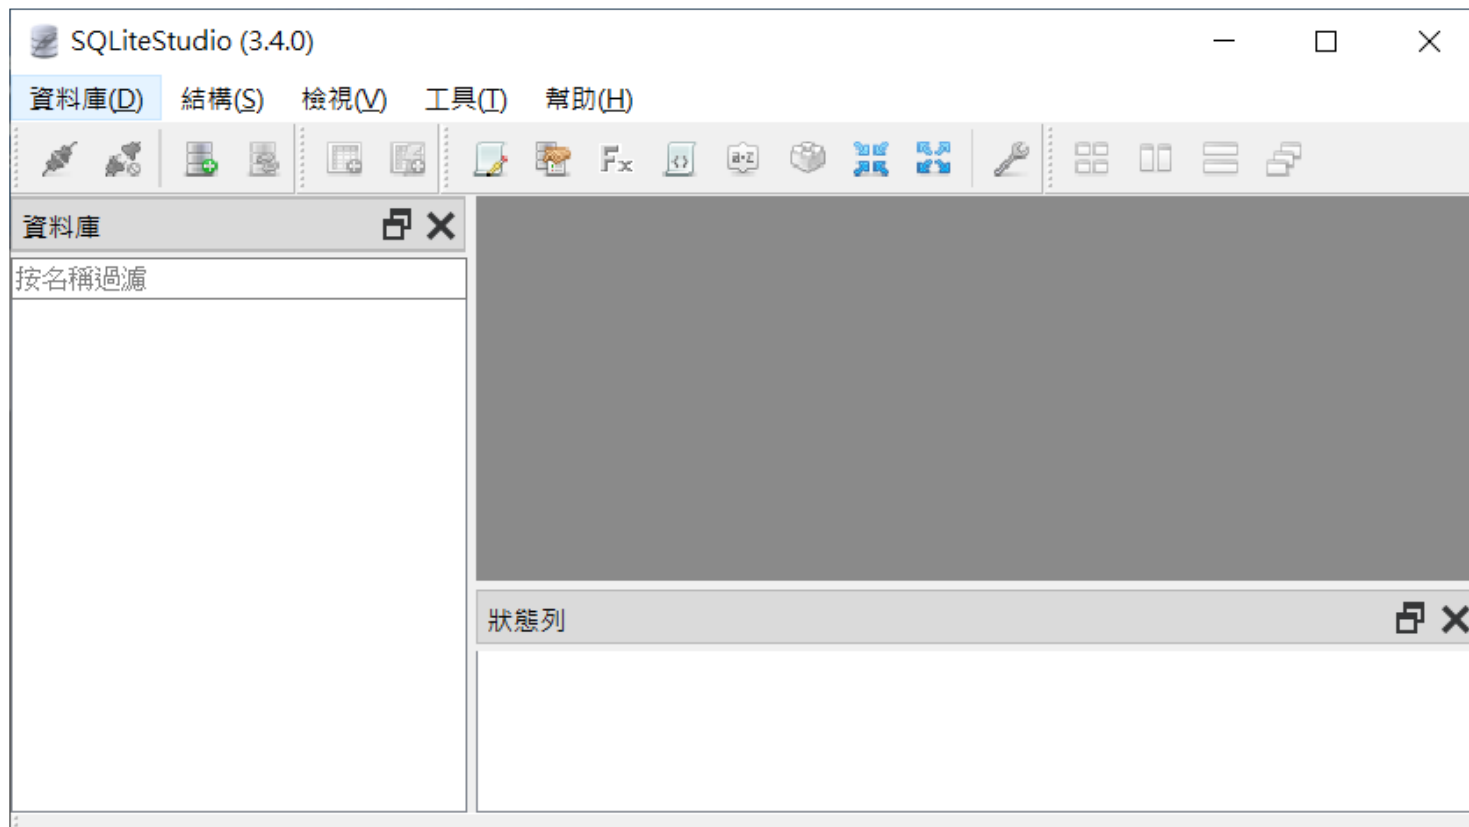 SQLiteStudio (3.4.0)
資料庫(D) 結構(S) 檢視(V) 工具(T) 幫助(H)
Fx a•z
資料庫
按名稱過濾
狀態列